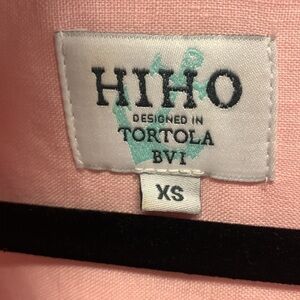 HIHO
DESIGNED IN
TORTOLA
BVI
XS